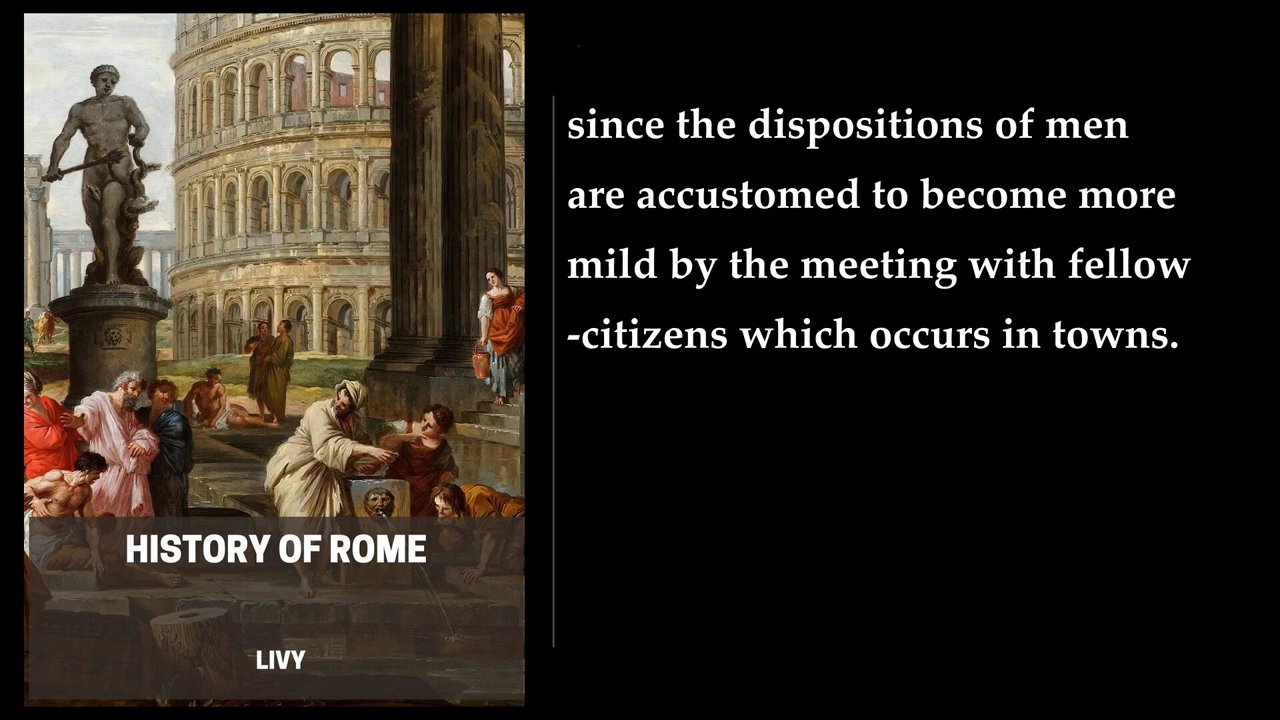 HISTORY OF ROME
LIVY
since the dispositions of men
are accustomed to become more
mild by the meeting with fellow
-citizens which occurs in towns.